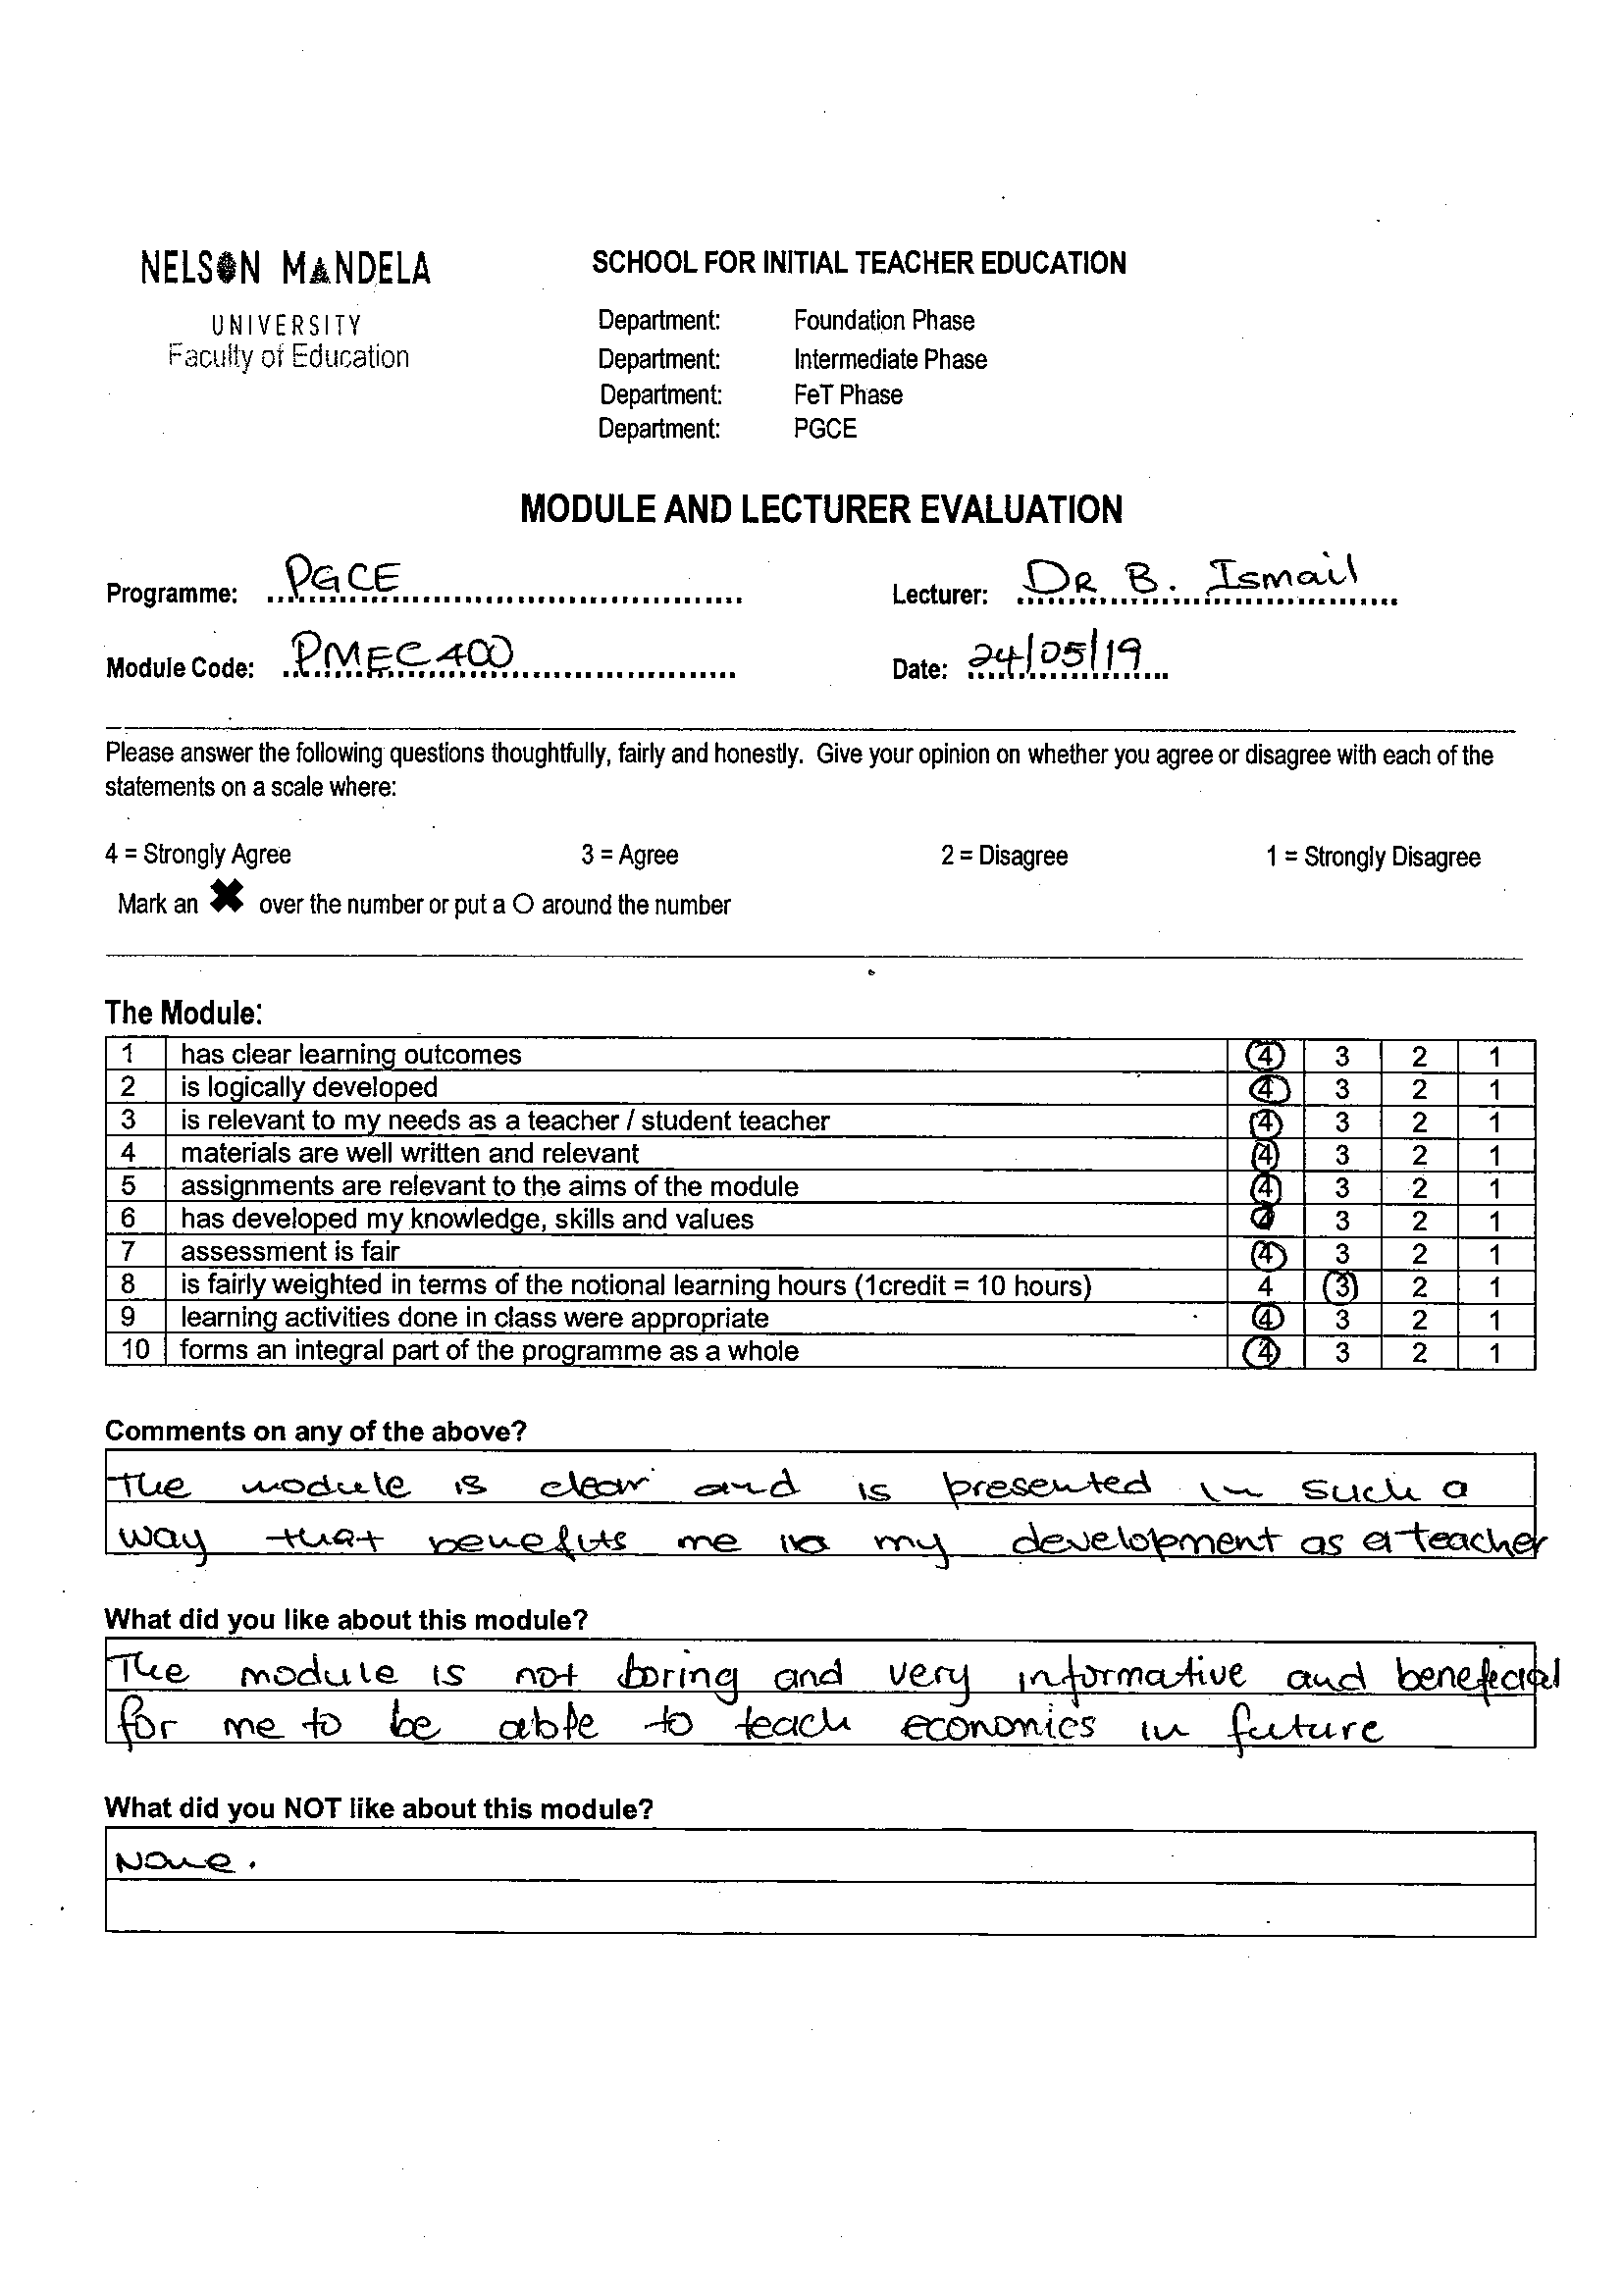 NELSON MANDELA
UNIVERSITY
Faculty of Education
SCHOOL FOR INITIAL TEACHER EDUCATION
Department: Foundation Phase
Department: Intermediate Phase
Department: FeT Phase
Department: PGCE
MODULE AND LECTURER EVALUATION
Programme: PGCE Lecturer: DR B. Ismail
Module Code: PMEC400 Date: 24/05/19
Please answer the following questions thoughtfully, fairly and honestly. Give your opinion on whether you agree or disagree with each of the
statements on a scale where:
4 = Strongly Agree 3 = Agree 2 = Disagree 1 = Strongly Disagree
Mark an ✖ over the number or put a O around the number
The Module:
1 has clear learning outcomes 4 3 2 1
2 is logically developed 4 3 2 1
3 is relevant to my needs as a teacher / student teacher 4 3 2 1
4 materials are well written and relevant 4 3 2 1
5 assignments are relevant to the aims of the module 4 3 2 1
6 has developed my knowledge, skills and values 4 3 2 1
7 assessment is fair 4 3 2 1
8 is fairly weighted in terms of the notional learning hours (1credit = 10 hours) 4 3 2 1
9 learning activities done in class were appropriate 4 3 2 1
10 forms an integral part of the programme as a whole 4 3 2 1
Comments on any of the above?
The module is clear and is presented in such a
way that benefits me in my development as a teacher
What did you like about this module?
The module is not boring and very informative and benefecial
for me to be able to teach economics in future
What did you NOT like about this module?
None.